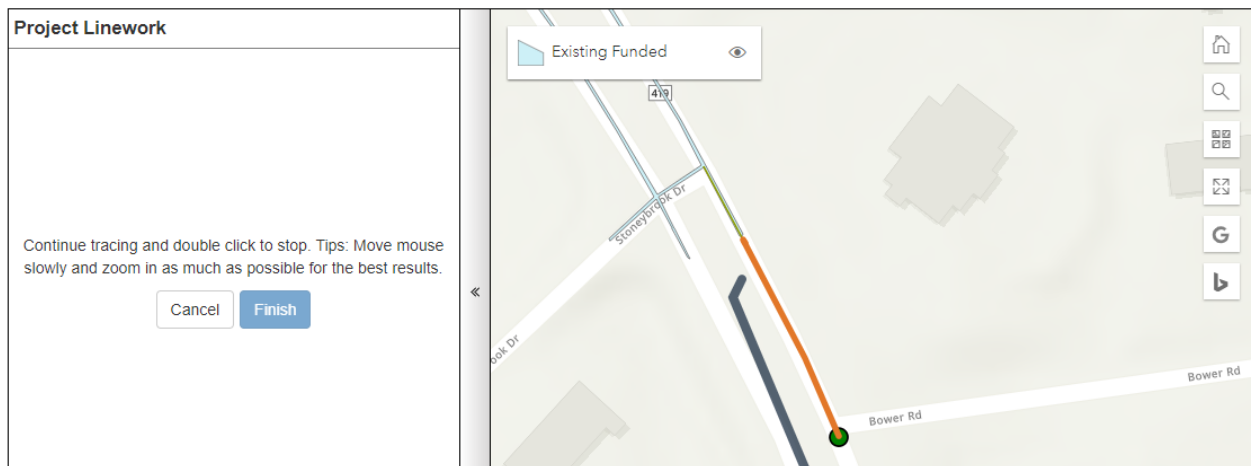 Project Linework
Continue tracing and double click to stop. Tips: Move mouse
slowly and zoom in as much as possible for the best results.
Cancel
Finish
«
Existing Funded
419
Stoneybrook Dr
ook Dr
Bower Rd
Bower Rd
G